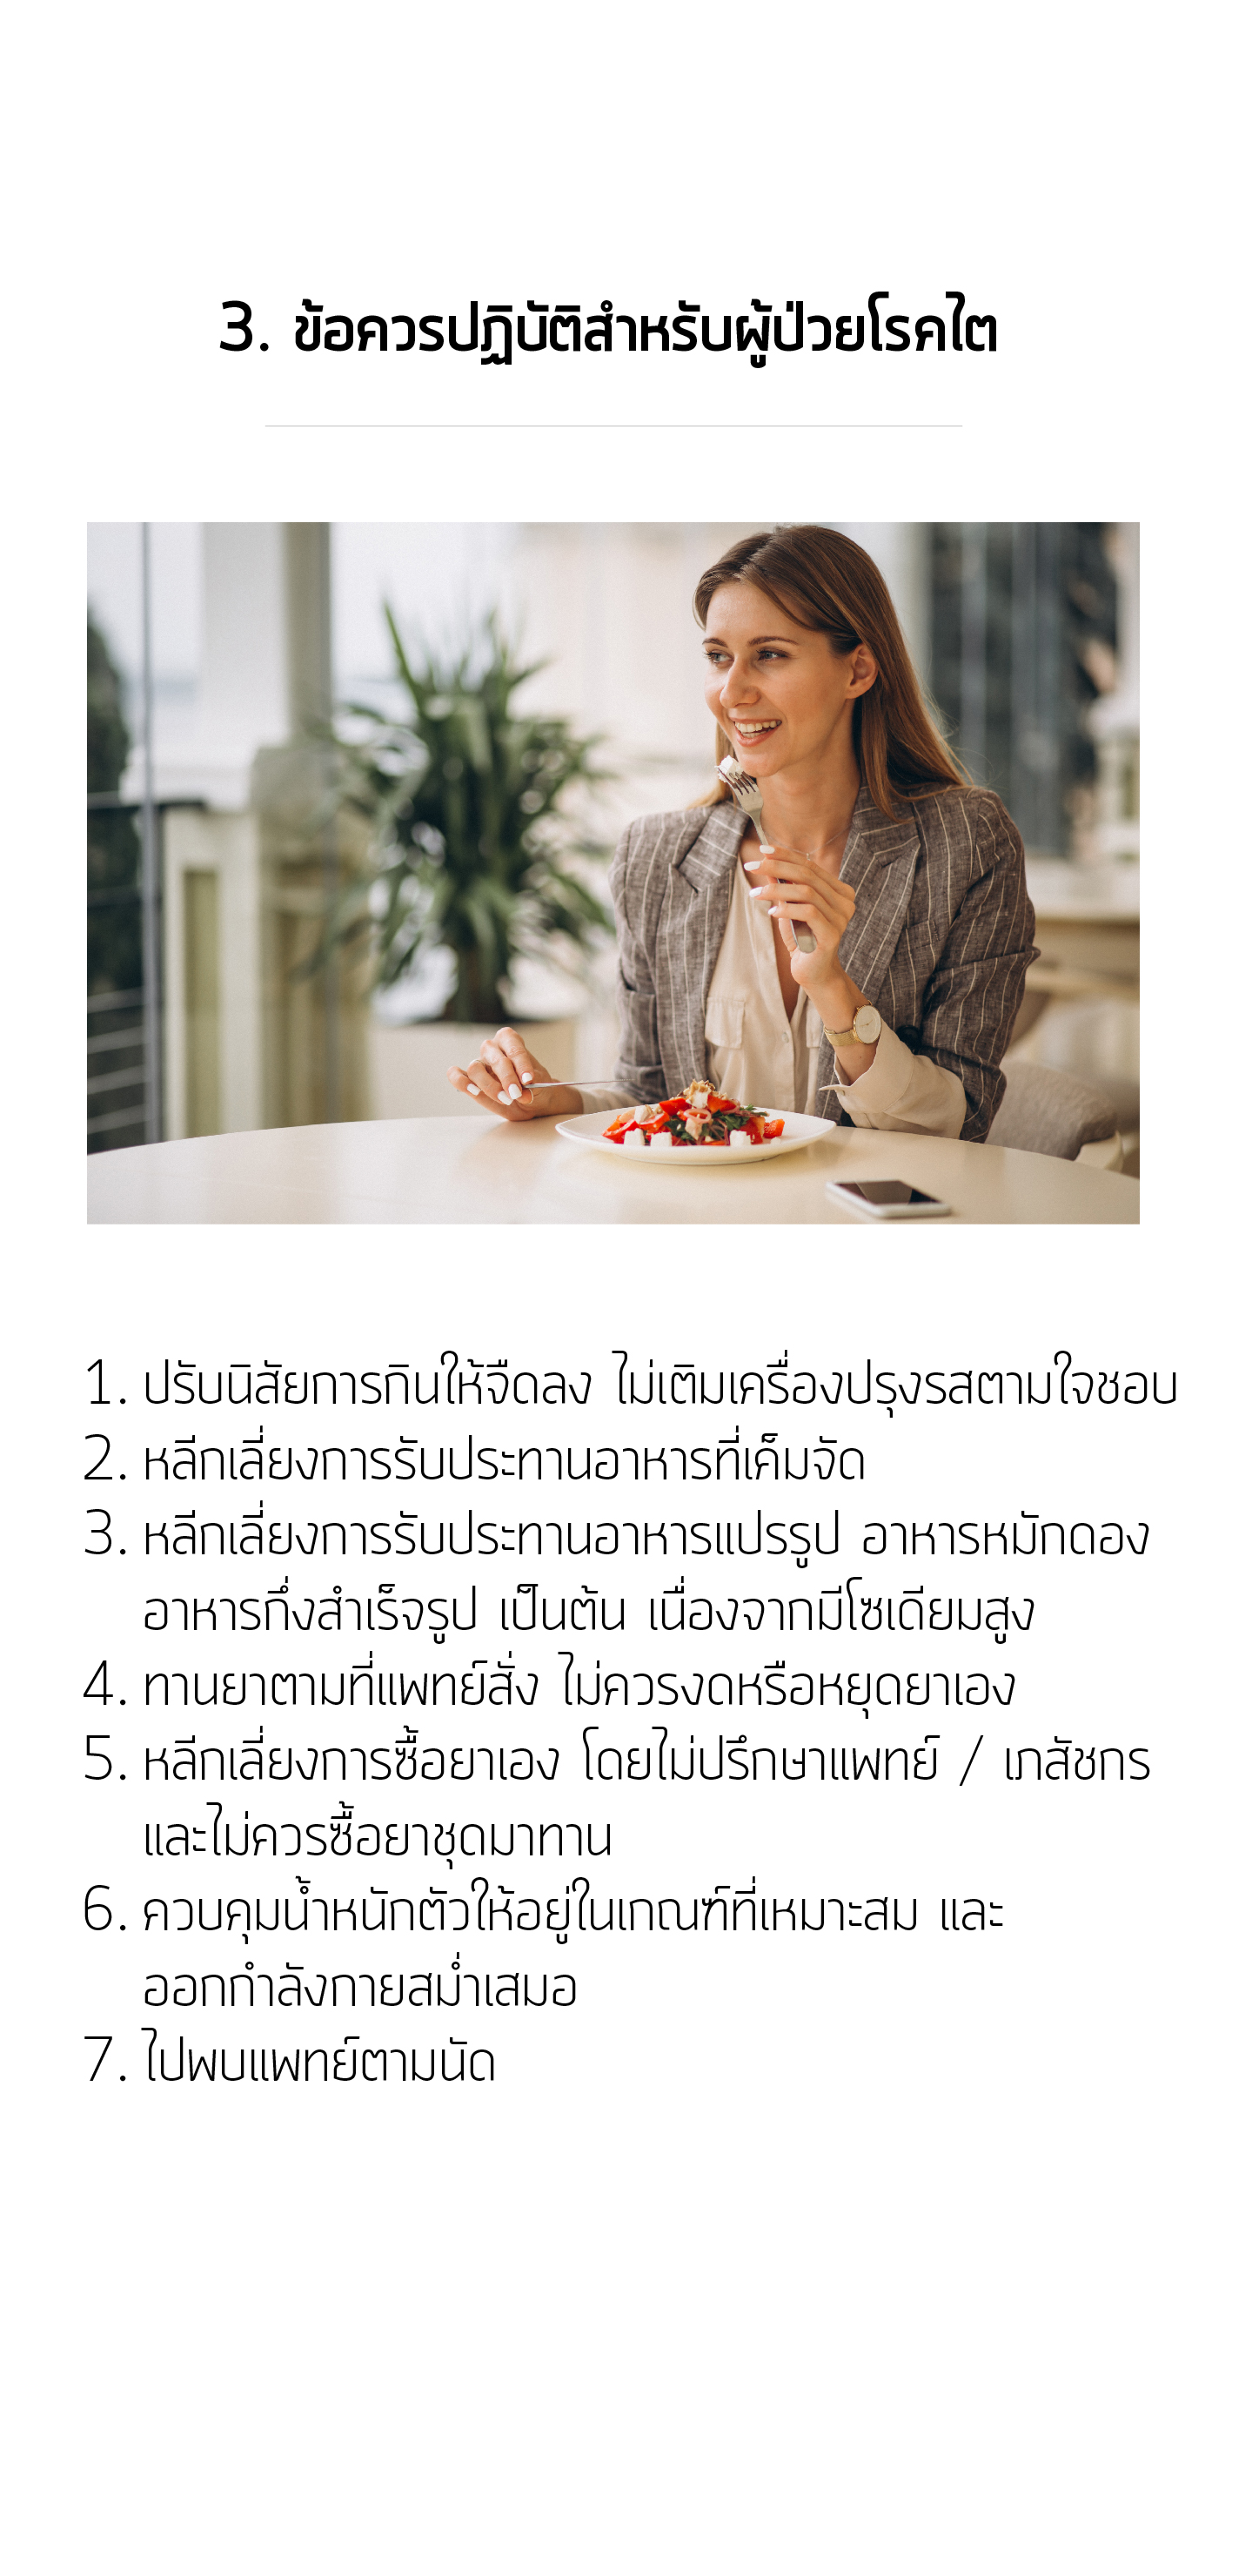 3. ข้อควรปฏิบัติสำหรับผู้ป่วยโรคไต
1. ปรับนิสัยการกินให้จืดลง ไม่เติมเครื่องปรุงรสตามใจชอบ
2. หลีกเลี่ยงการรับประทานอาหารที่เค็มจัด
3. หลีกเลี่ยงการรับประทานอาหารแปรรูป อาหารหมักดอง
อาหารกึ่งสำเร็จรูป เป็นต้น เนื่องจากมีโซเดียมสูง
4. ทานยาตามที่แพทย์สั่ง ไม่ควรงดหรือหยุดยาเอง
5. หลีกเลี่ยงการซื้อยาเอง โดยไม่ปรึกษาแพทย์ / เภสัชกร
และไม่ควรซื้อยาชุดมาทาน
6. ควบคุมน้ำหนักตัวให้อยู่ในเกณฑ์ที่เหมาะสม และ
ออกกำลังกายสม่ำเสมอ
7. ไปพบแพทย์ตามนัด